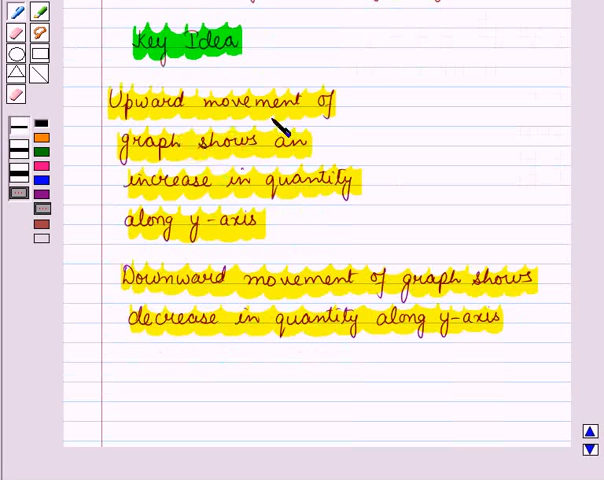 Key Idea
Upward movement of
graph shows an
increase in quantity
along y-axis
Downward movement of graph shows
decrease in quantity along y-axis